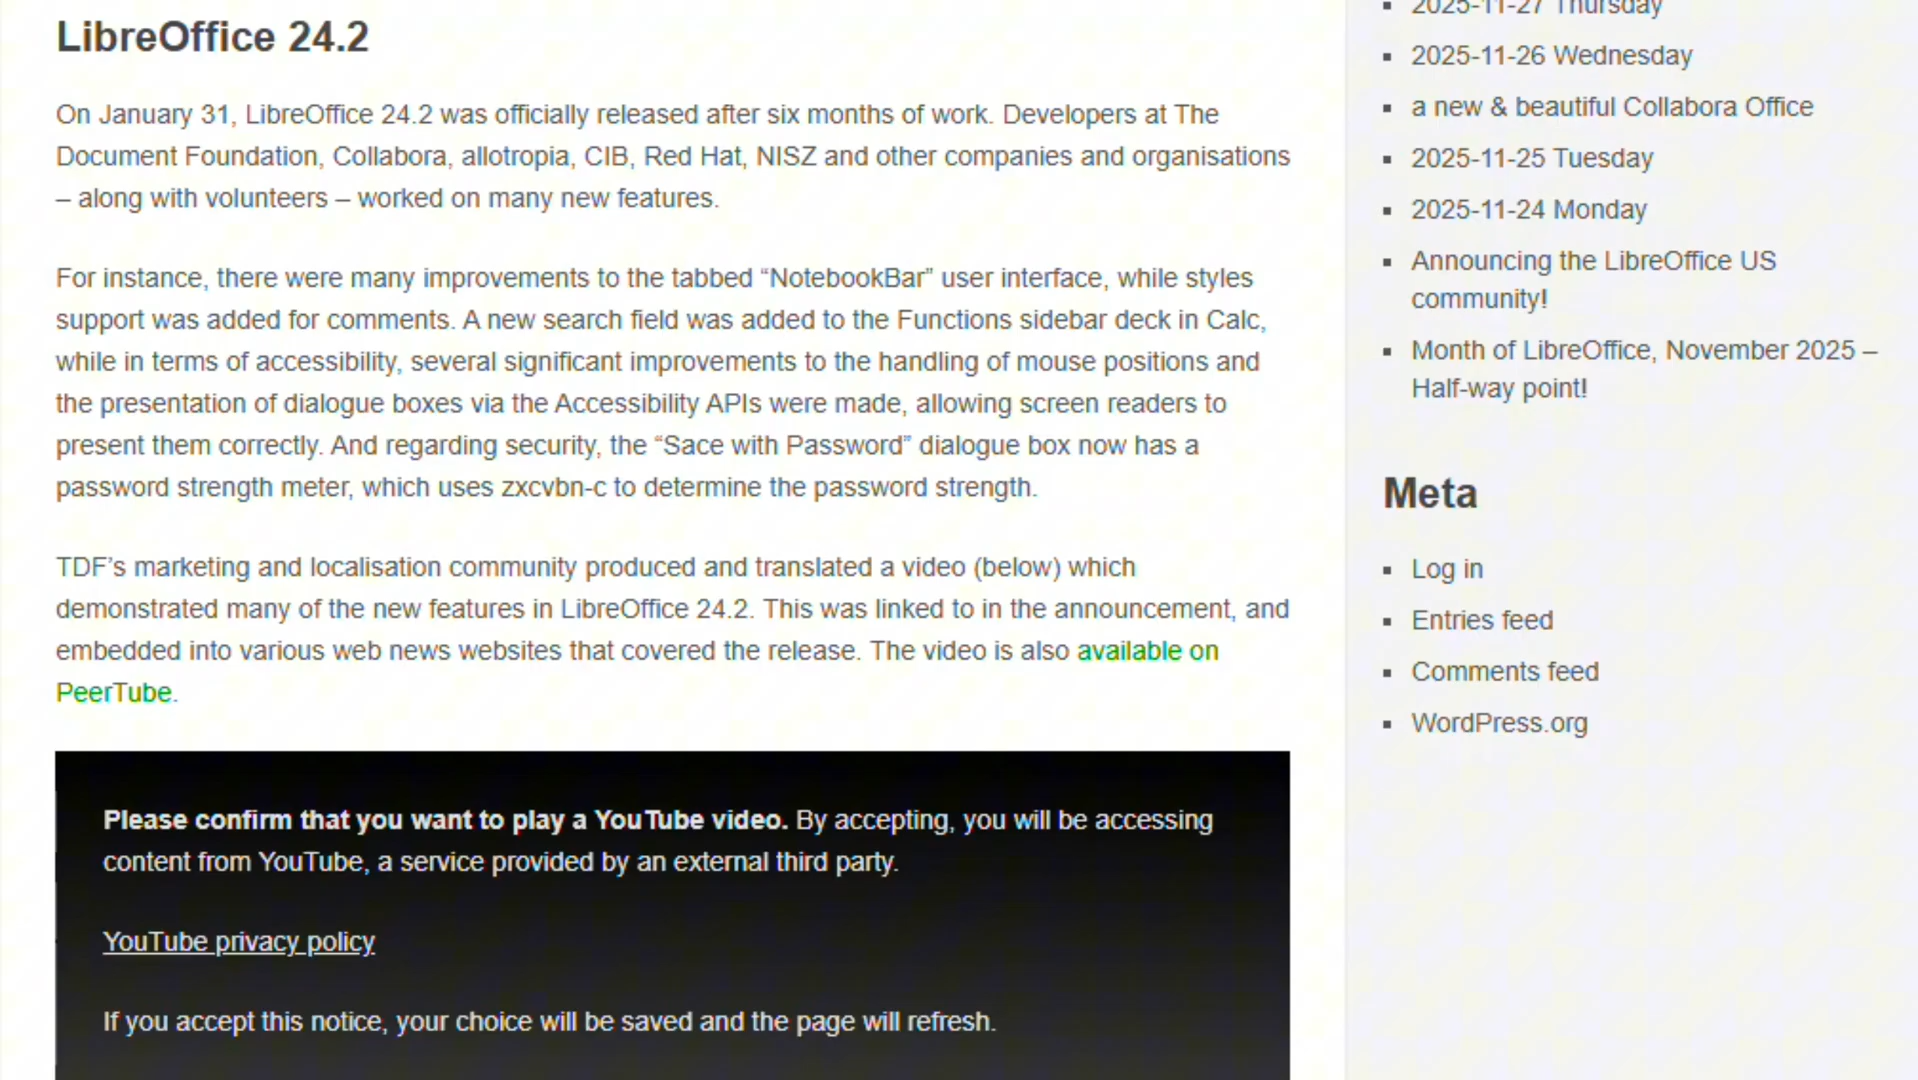 LibreOffice 24.2
On January 31, LibreOffice 24.2 was officially released after six months of work. Developers at The
Document Foundation, Collabora, allotropia, CIB, Red Hat, NISZ and other companies and organisations
– along with volunteers – worked on many new features.
For instance, there were many improvements to the tabbed “NotebookBar” user interface, while styles
support was added for comments. A new search field was added to the Functions sidebar deck in Calc,
while in terms of accessibility, several significant improvements to the handling of mouse positions and
the presentation of dialogue boxes via the Accessibility APIs were made, allowing screen readers to
present them correctly. And regarding security, the “Sace with Password” dialogue box now has a
password strength meter, which uses zxcvbn-c to determine the password strength.
TDF’s marketing and localisation community produced and translated a video (below) which
demonstrated many of the new features in LibreOffice 24.2. This was linked to in the announcement, and
embedded into various web news websites that covered the release. The video is also available on
PeerTube.
Please confirm that you want to play a YouTube video. By accepting, you will be accessing
content from YouTube, a service provided by an external third party.
YouTube privacy policy
If you accept this notice, your choice will be saved and the page will refresh.
2025-11-27 Thursday
2025-11-26 Wednesday
a new & beautiful Collabora Office
2025-11-25 Tuesday
2025-11-24 Monday
Announcing the LibreOffice US
community!
Month of LibreOffice, November 2025 –
Half-way point!
Meta
Log in
Entries feed
Comments feed
WordPress.org